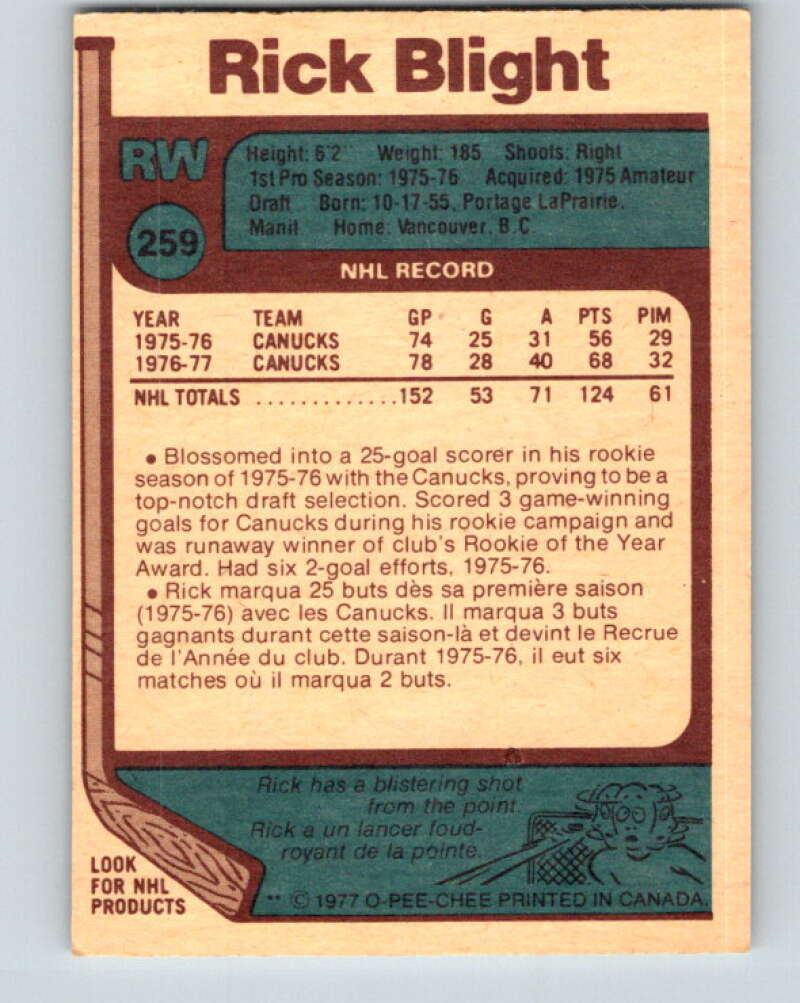 Rick Blight
RW
Height: 6'2" Weight: 185 Shoots: Right
1st Pro Season: 1975-76 Acquired: 1975 Amateur
Draft Born: 10-17-55, Portage LaPrairie,
Manit Home: Vancouver, B.C.
259
NHL RECORD
YEAR TEAM GP G A PTS PIM
1975-76 CANUCKS 74 25 31 56 29
1976-77 CANUCKS 78 28 40 68 32
NHL TOTALS .............152 53 71 124 61
• Blossomed into a 25-goal scorer in his rookie
season of 1975-76 with the Canucks, proving to be a
top-notch draft selection. Scored 3 game-winning
goals for Canucks during his rookie campaign and
was runaway winner of club's Rookie of the Year
Award. Had six 2-goal efforts, 1975-76.
• Rick marqua 25 buts dès sa première saison
(1975-76) avec les Canucks. Il marqua 3 buts
gagnants durant cette saison-là et devint le Recrue
de l'Année du club. Durant 1975-76, il eut six
matches où il marqua 2 buts.
Rick has a blistering shot
from the point.
Rick a un lancer foud-
royant de la pointe.
LOOK
FOR NHL
PRODUCTS
** © 1977 O-PEE-CHEE PRINTED IN CANADA.